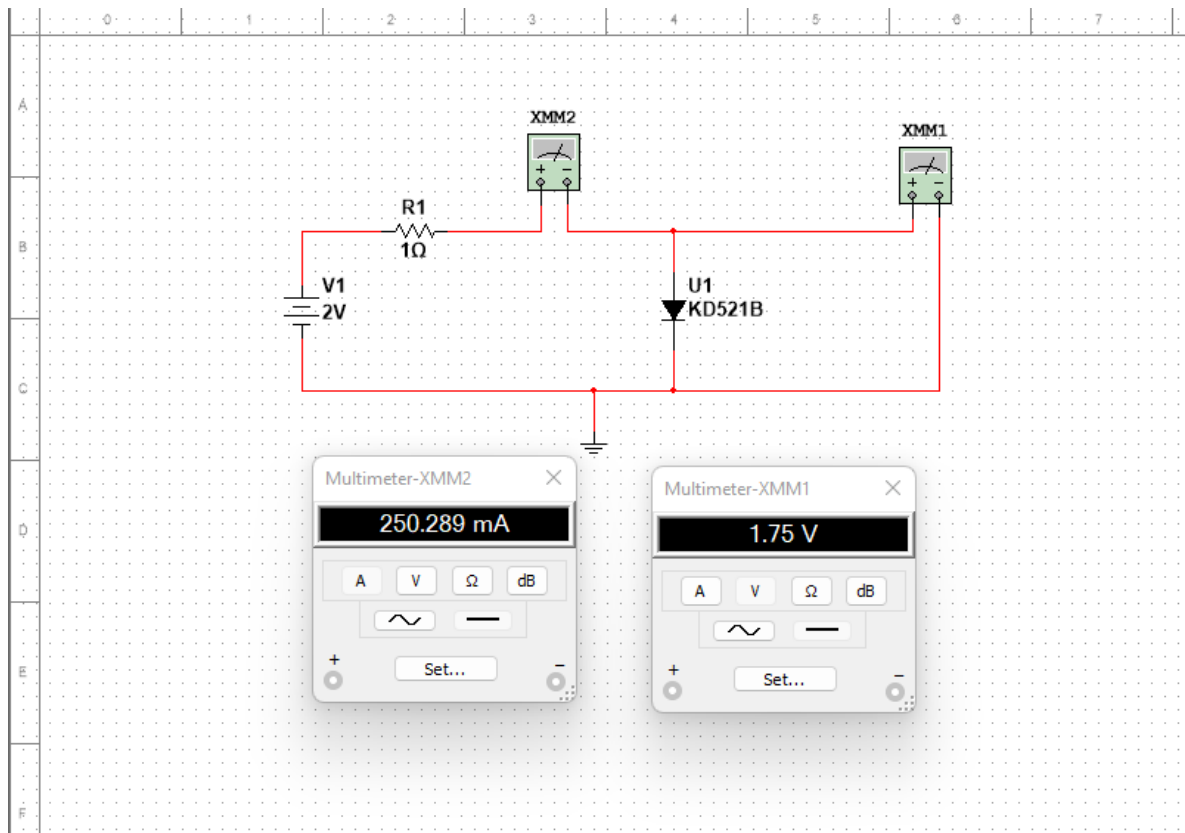 0 1 2 3 4 5 6 7
A
B
C
D
E
F
XMM2
XMM1
+ −
+ −
R1
1Ω
V1
2V
U1
KD521B
Multimeter-XMM2
250.289 mA
A V Ω dB
+ −
Set...
Multimeter-XMM1
1.75 V
A V Ω dB
+ −
Set...